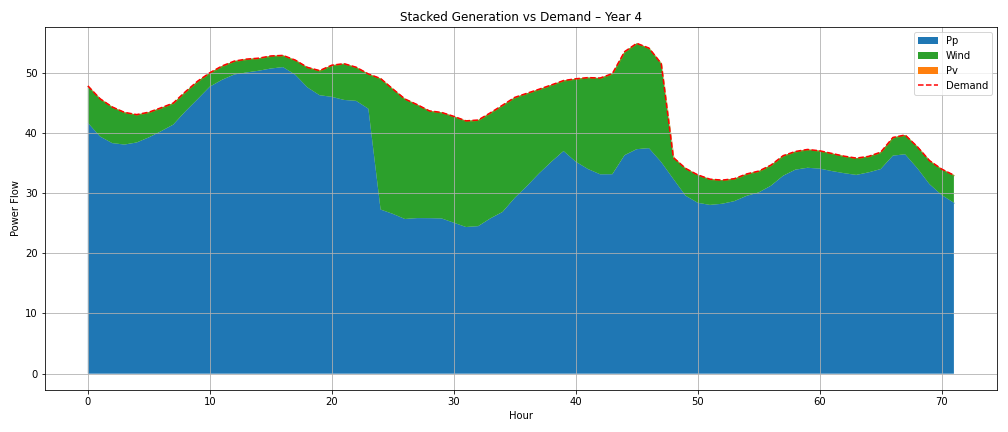 Stacked Generation vs Demand – Year 4
Pp
Wind
Pv
Demand
Power Flow
50
40
30
20
10
0
0 10 20 30 40 50 60 70
Hour